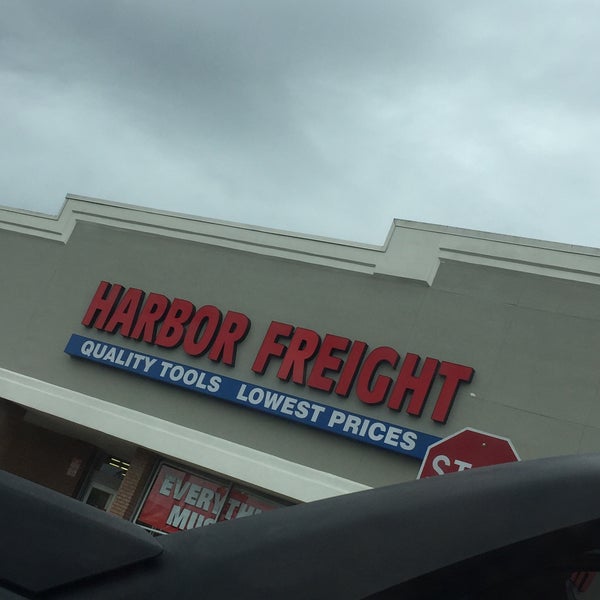 HARBOR FREIGHT
QUALITY TOOLS LOWEST PRICES